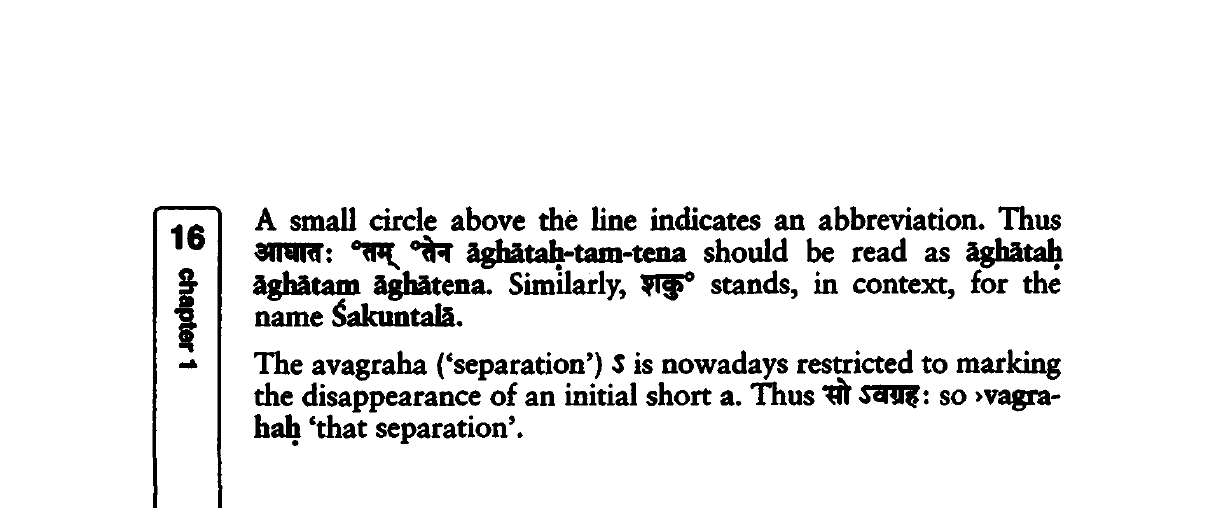 16
chapter 1
A small circle above the line indicates an abbreviation. Thus
आघातः °तम् °तेन āghātaḥ-tam-tena should be read as āghātaḥ
āghātam āghātena. Similarly, शकु° stands, in context, for the
name Śakuntalā.
The avagraha (‘separation’) ऽ is nowadays restricted to marking
the disappearance of an initial short a. Thus सो ऽवग्रहः so ›vagra-
haḥ ‘that separation’.